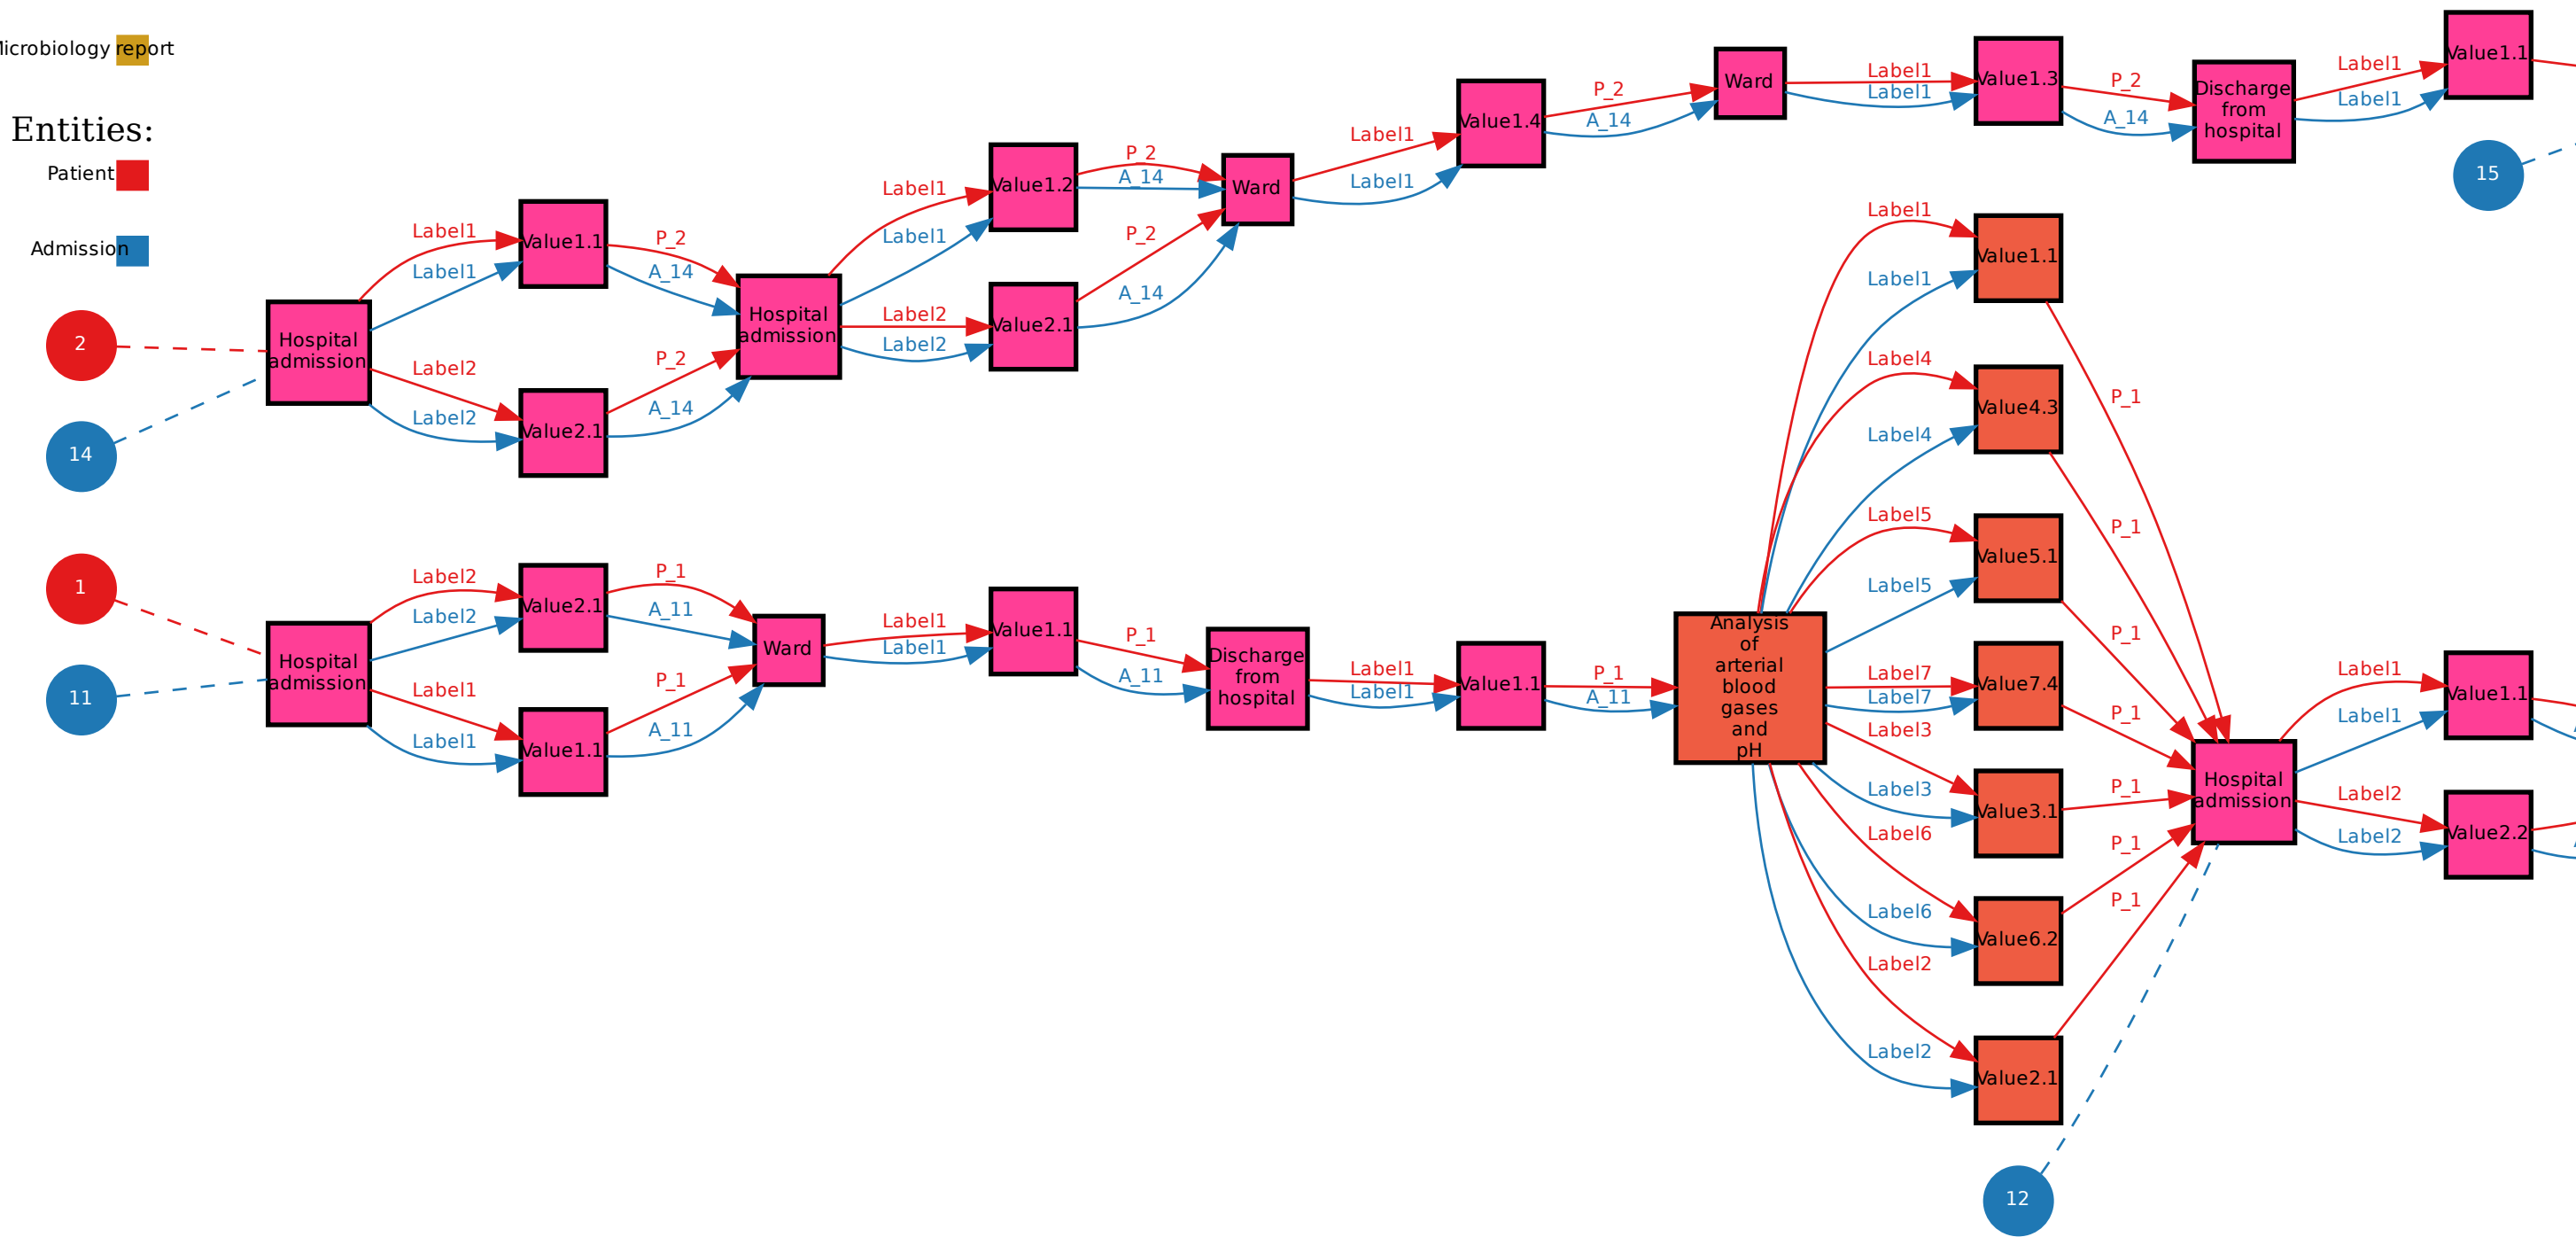 Microbiology report
Entities:
Patient
Admission
2
14
Hospital
admission
Label1
Label1
Label2
Label2
Value1.1
Value2.1
P_2
A_14
P_2
A_14
Hospital
admission
Label1
Label1
Label2
Label2
Value1.2
Value2.1
P_2
A_14
P_2
A_14
Ward
Label1
Label1
Value1.4
P_2
A_14
Ward
Label1
Label1
Value1.3
P_2
A_14
Discharge
from
hospital
Label1
Label1
Value1.1
15
1
11
Hospital
admission
Label2
Label2
Label1
Label1
Value2.1
Value1.1
P_1
A_11
P_1
A_11
Ward
Label1
Label1
Value1.1
P_1
A_11
Discharge
from
hospital
Label1
Label1
Value1.1
P_1
A_11
Analysis
of
arterial
blood
gases
and
pH
Label1
Label1
Label4
Label4
Label5
Label5
Label7
Label7
Label3
Label3
Label6
Label6
Label2
Label2
Value1.1
Value4.3
Value5.1
Value7.4
Value3.1
Value6.2
Value2.1
P_1
P_1
P_1
P_1
P_1
P_1
P_1
Hospital
admission
Label1
Label1
Label2
Label2
Value1.1
Value2.2
12